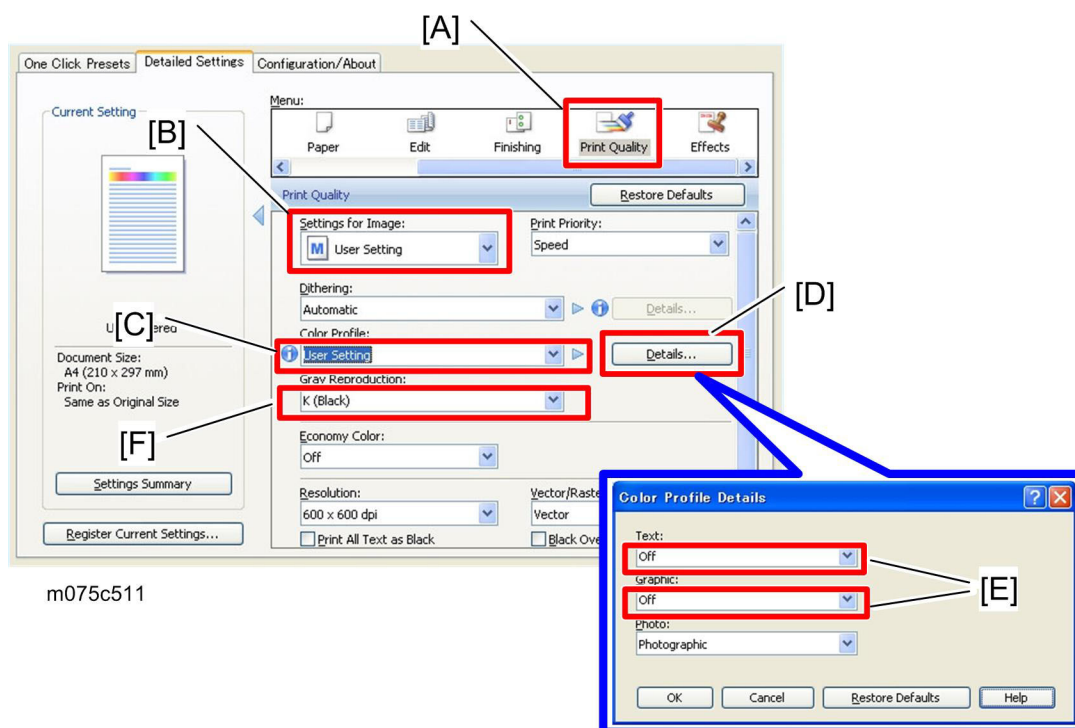 [A]
One Click Presets Detailed Settings Configuration/About
Current Setting
[B]
Menu:
Paper Edit Finishing Print Quality Effects
Print Quality Restore Defaults
Settings for Image: Print Priority:
M User Setting Speed
Dithering:
Automatic Details...
[D]
[C]
Color Profile:
User Setting Details...
Document Size:
A4 (210 x 297 mm)
Print On:
Same as Original Size
Gray Reproduction:
K (Black)
[F]
Economy Color:
Off
Settings Summary
Resolution: Vector/Raste
600 x 600 dpi Vector
Register Current Settings...
Print All Text as Black Black Ove
m075c511
Color Profile Details
Text:
Off
[E]
Graphic:
Off
Photo:
Photographic
OK Cancel Restore Defaults Help